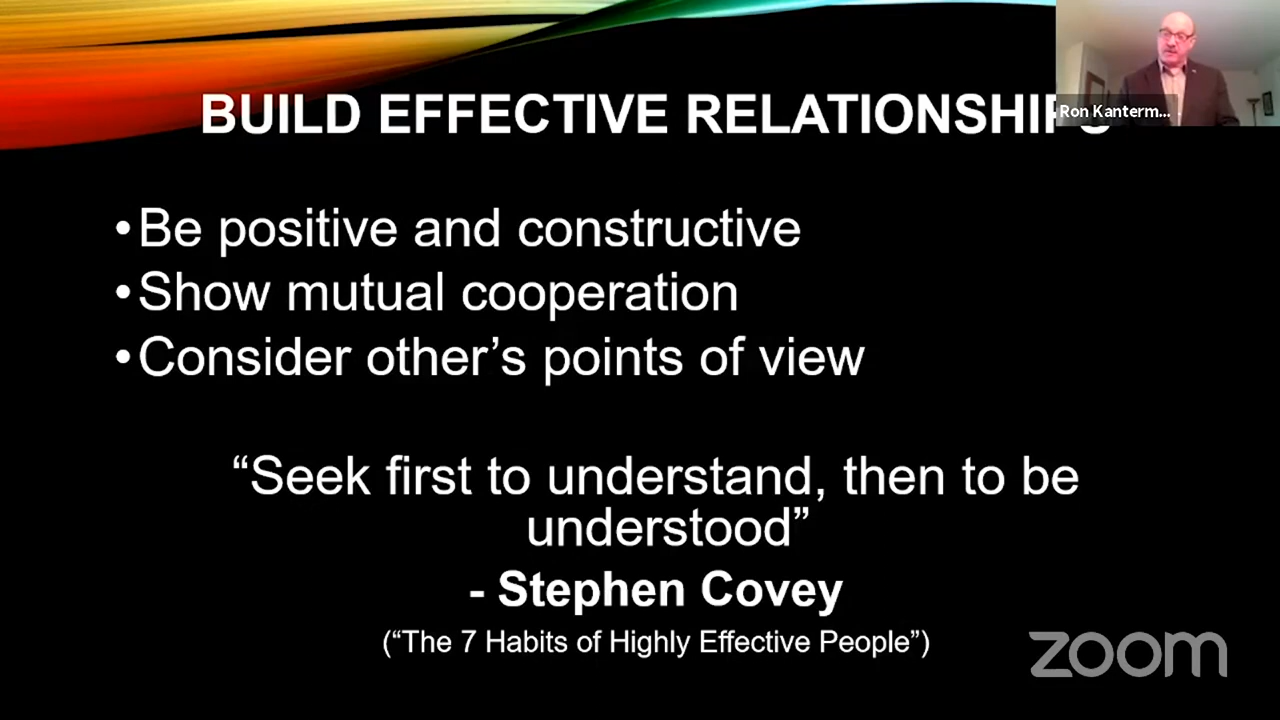 BUILD EFFECTIVE RELATIONSHIPS
Ron Kanterm...
•Be positive and constructive
•Show mutual cooperation
•Consider other’s points of view
“Seek first to understand, then to be
understood”
- Stephen Covey
(“The 7 Habits of Highly Effective People”)
zoom